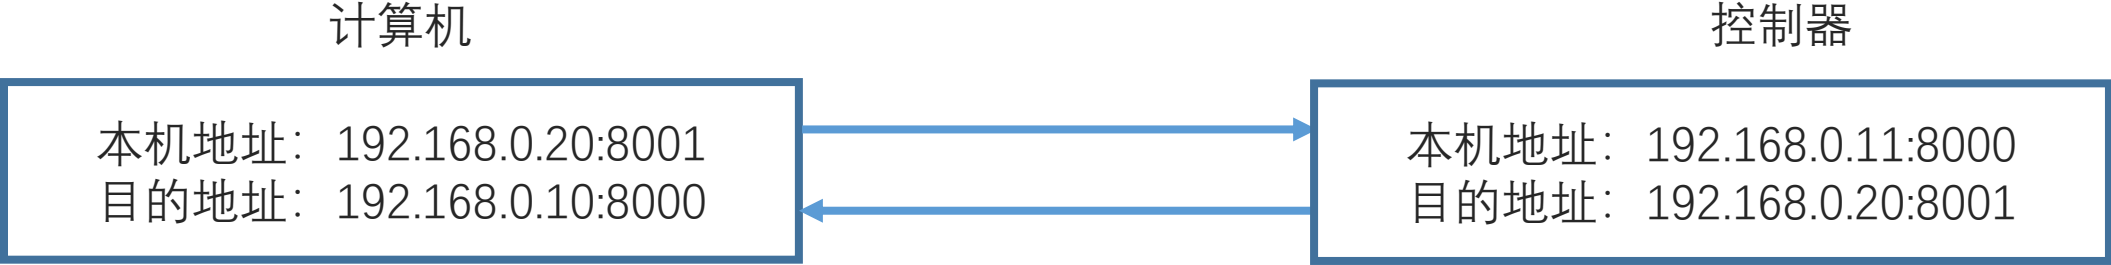 计算机
控制器
本机地址：192.168.0.20:8001
目的地址：192.168.0.10:8000
本机地址：192.168.0.11:8000
目的地址：192.168.0.20:8001